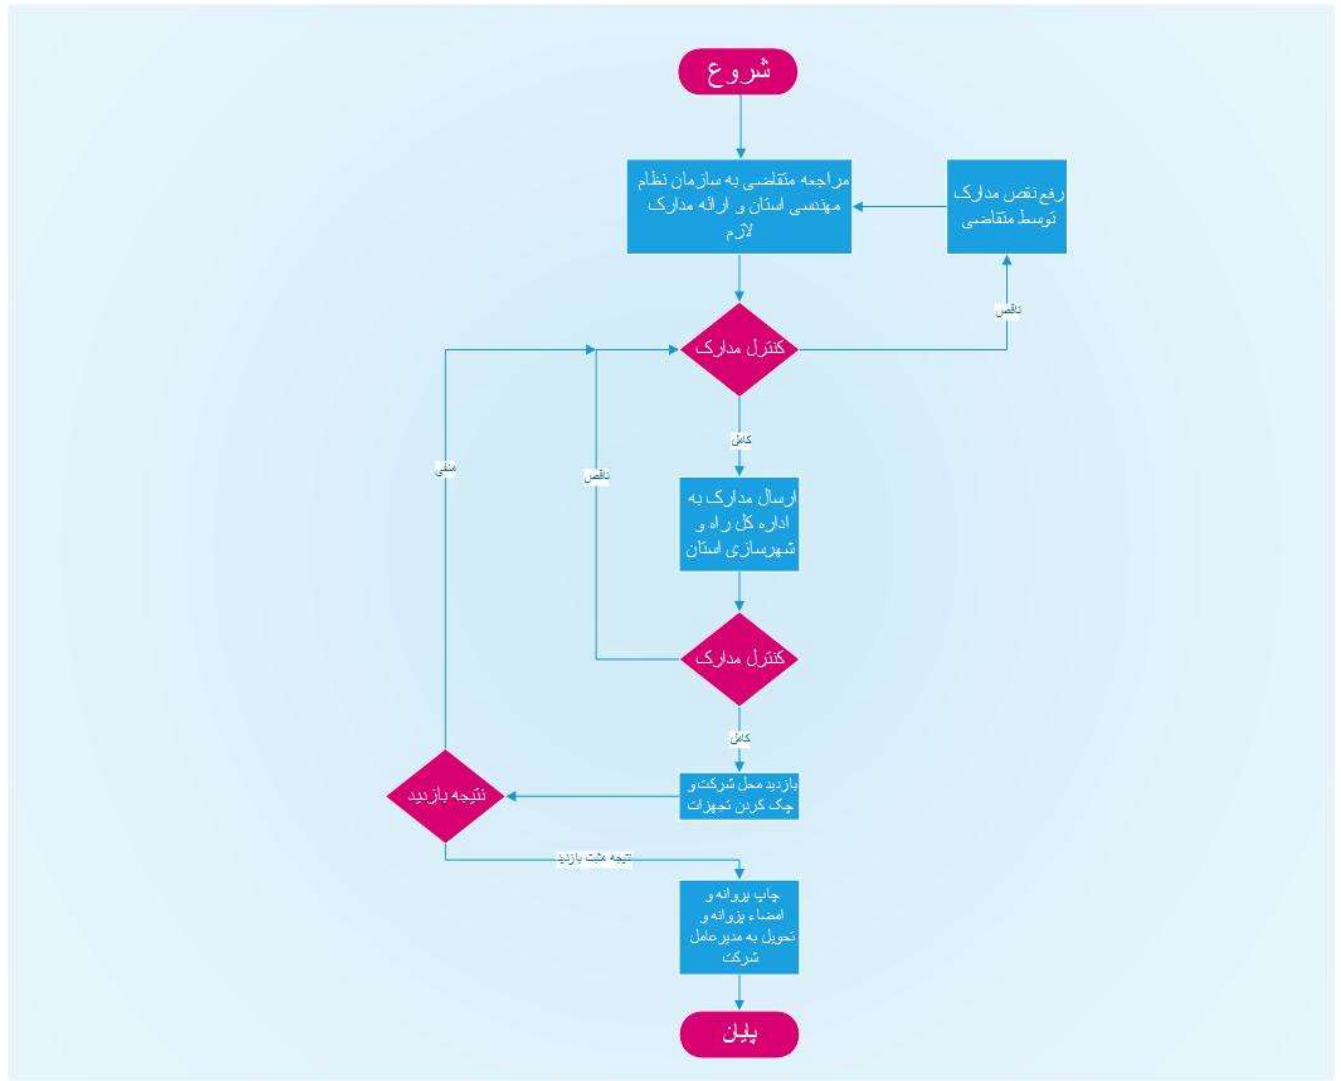 شروع
مراجعه متقاضی به سازمان نظام
مهندسی استان و ارائه مدارک
لازم
رفع نقص مدارک
توسط متقاضی
ناقص
کنترل مدارک
کامل
منفی
ناقص
ارسال مدارک به
اداره کل راه و
شهرسازی استان
کنترل مدارک
کامل
بازدید محل شرکت و
چک کردن تجهزات
نتیجه بازدید
نتیجه مثبت بازدید
چاپ پروانه و
امضاء پروانه و
تحویل به مدیرعامل
شرکت
پایان